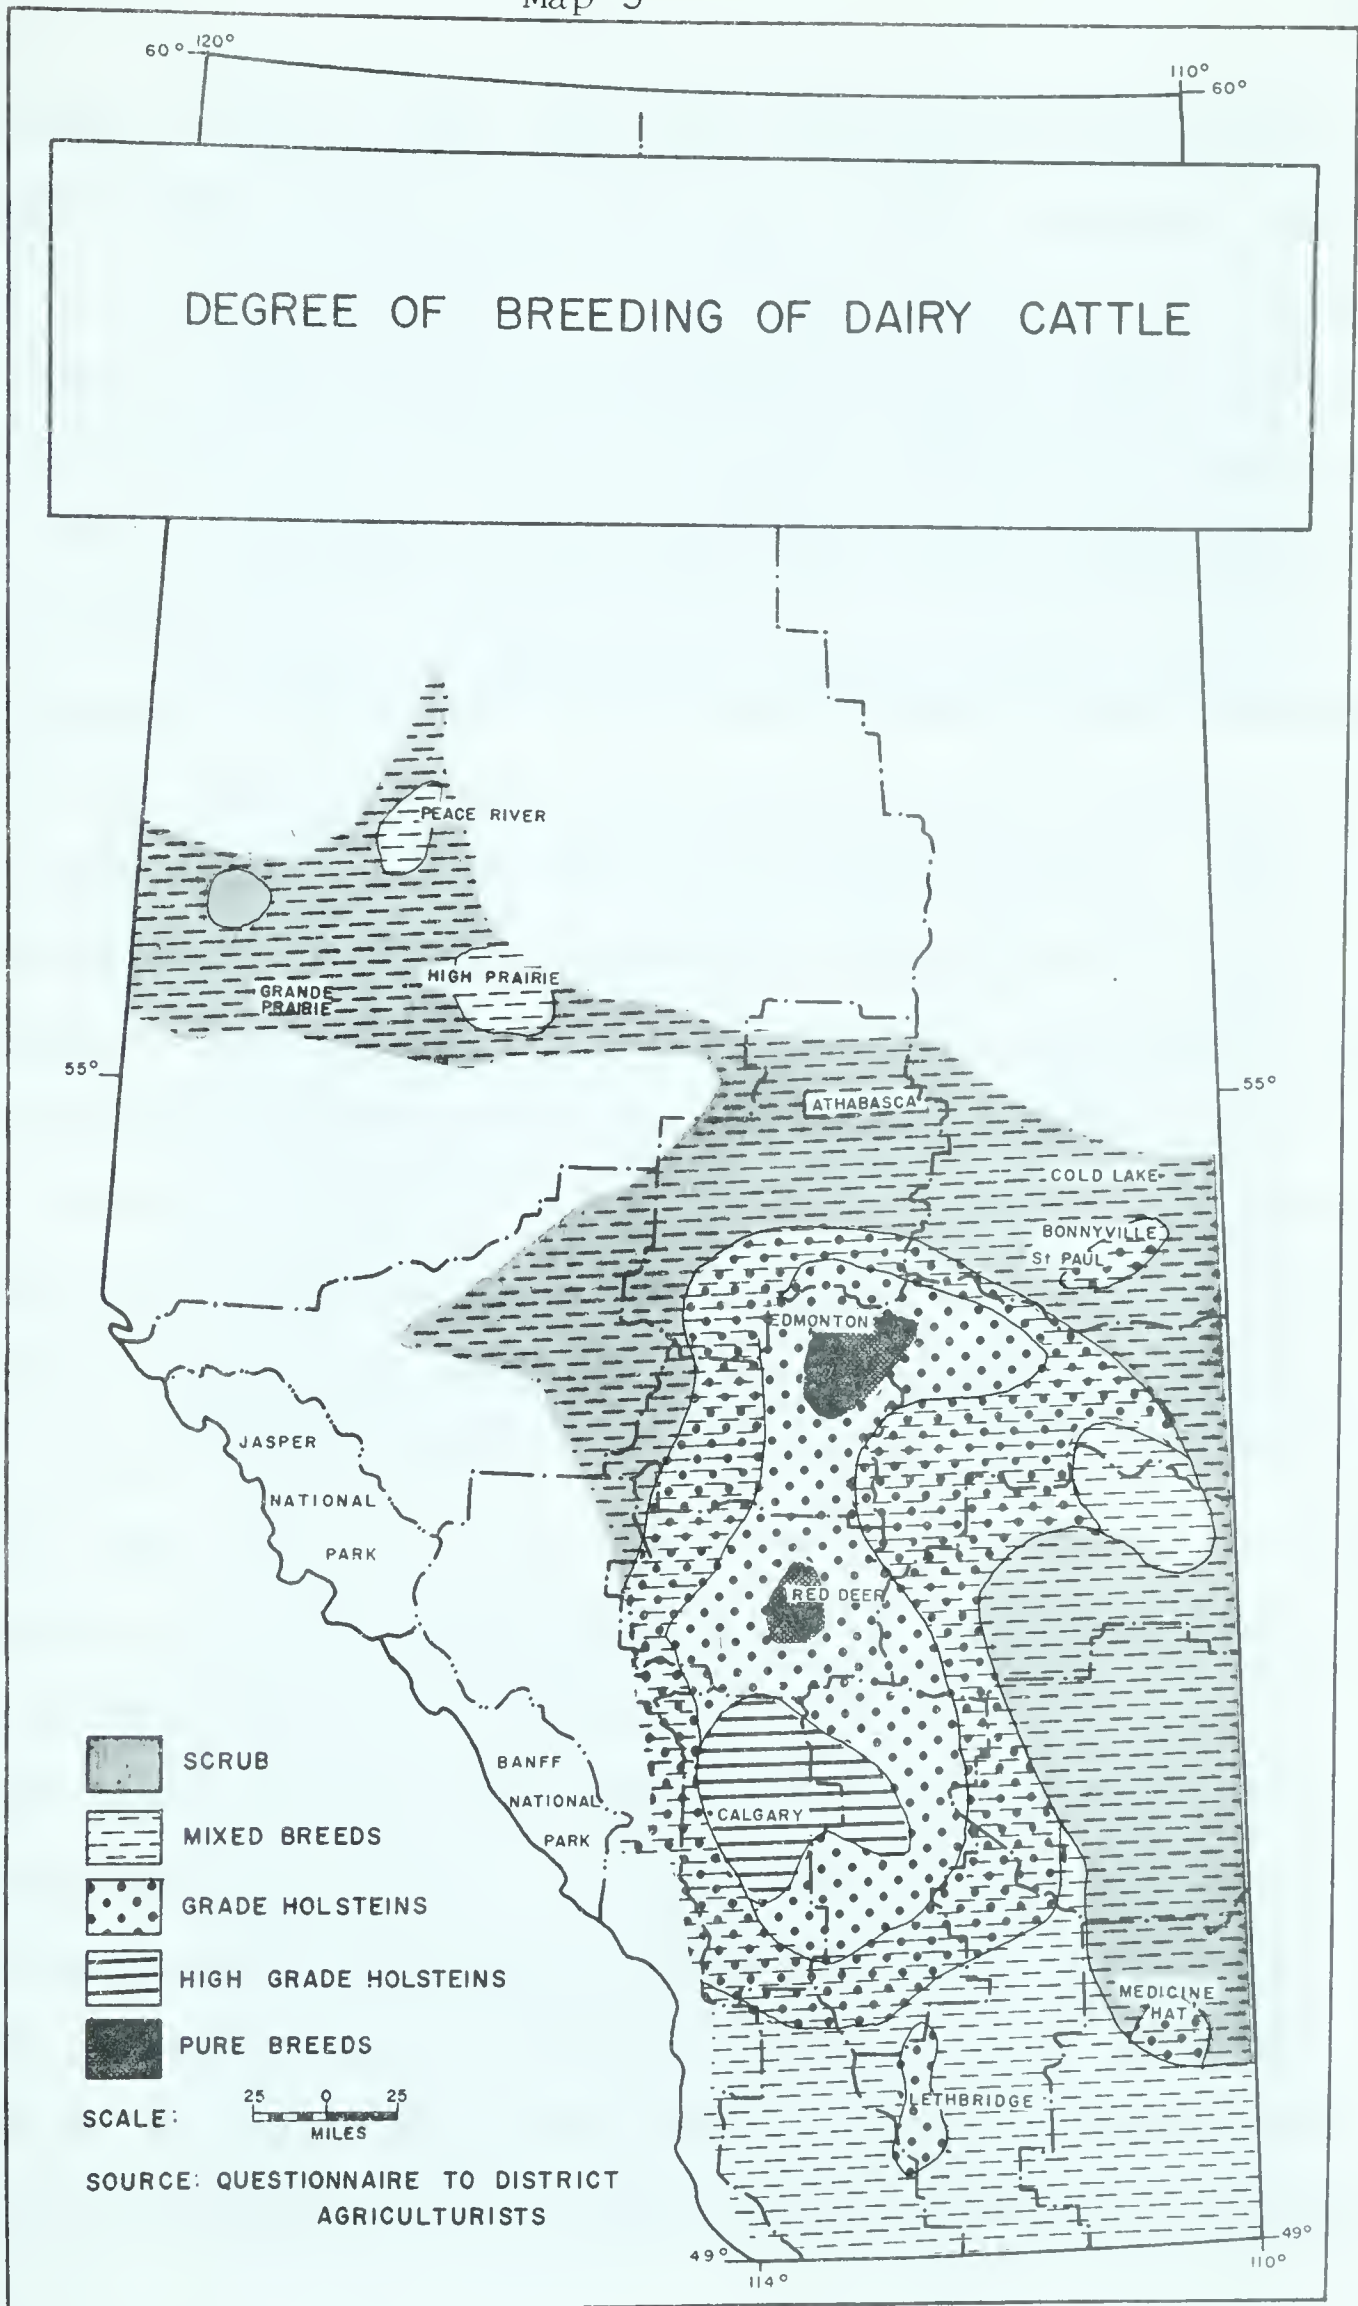 Map
60° 120°
110°
60°
DEGREE OF BREEDING OF DAIRY CATTLE
PEACE RIVER
HIGH PRAIRIE
GRANDE
PRAIRIE
55°
55°
ATHABASCA
COLD LAKE
BONNYVILLE
St PAUL
EDMONTON
JASPER
NATIONAL
PARK
RED DEER
BANFF
NATIONAL
PARK
CALGARY
MEDICINE
HAT
LETHBRIDGE
SCRUB
MIXED BREEDS
GRADE HOLSTEINS
HIGH GRADE HOLSTEINS
PURE BREEDS
25 0 25
SCALE:
MILES
SOURCE: QUESTIONNAIRE TO DISTRICT
AGRICULTURISTS
49°
114°
49°
110°